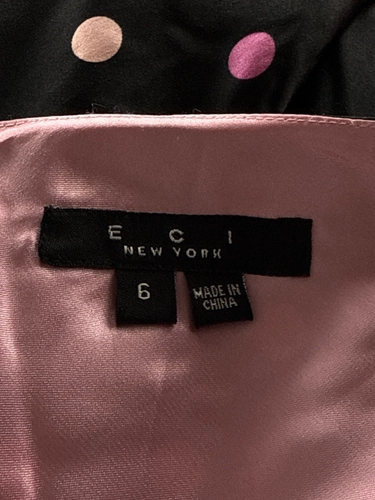 E C I
NEW YORK
6
MADE IN
CHINA